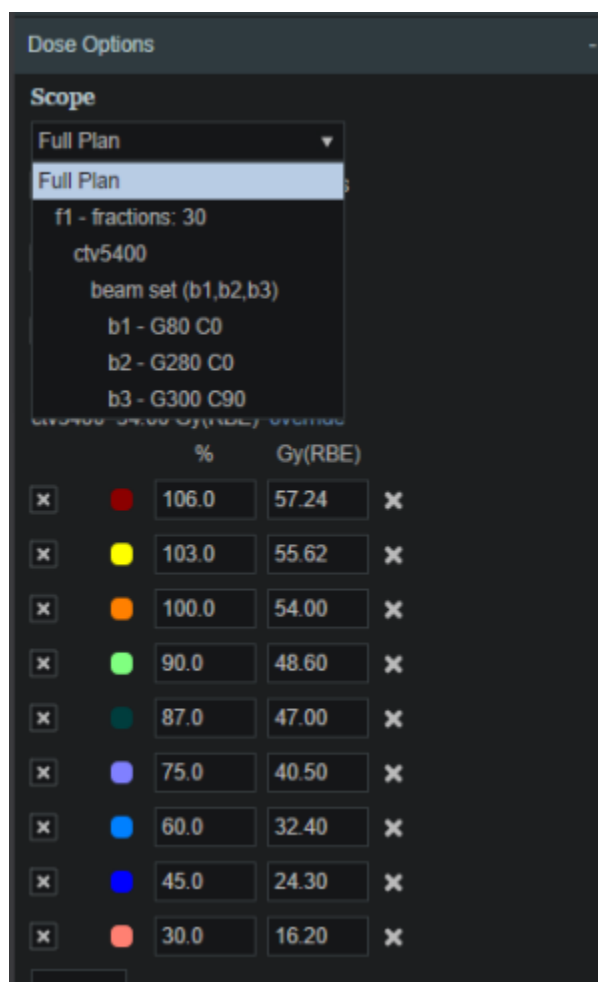 Dose Options -
Scope
Full Plan
Full Plan
f1 - fractions: 30
ctv5400
beam set (b1,b2,b3)
b1 - G80 C0
b2 - G280 C0
b3 - G300 C90
% Gy(RBE)
106.0 57.24
103.0 55.62
100.0 54.00
90.0 48.60
87.0 47.00
75.0 40.50
60.0 32.40
45.0 24.30
30.0 16.20